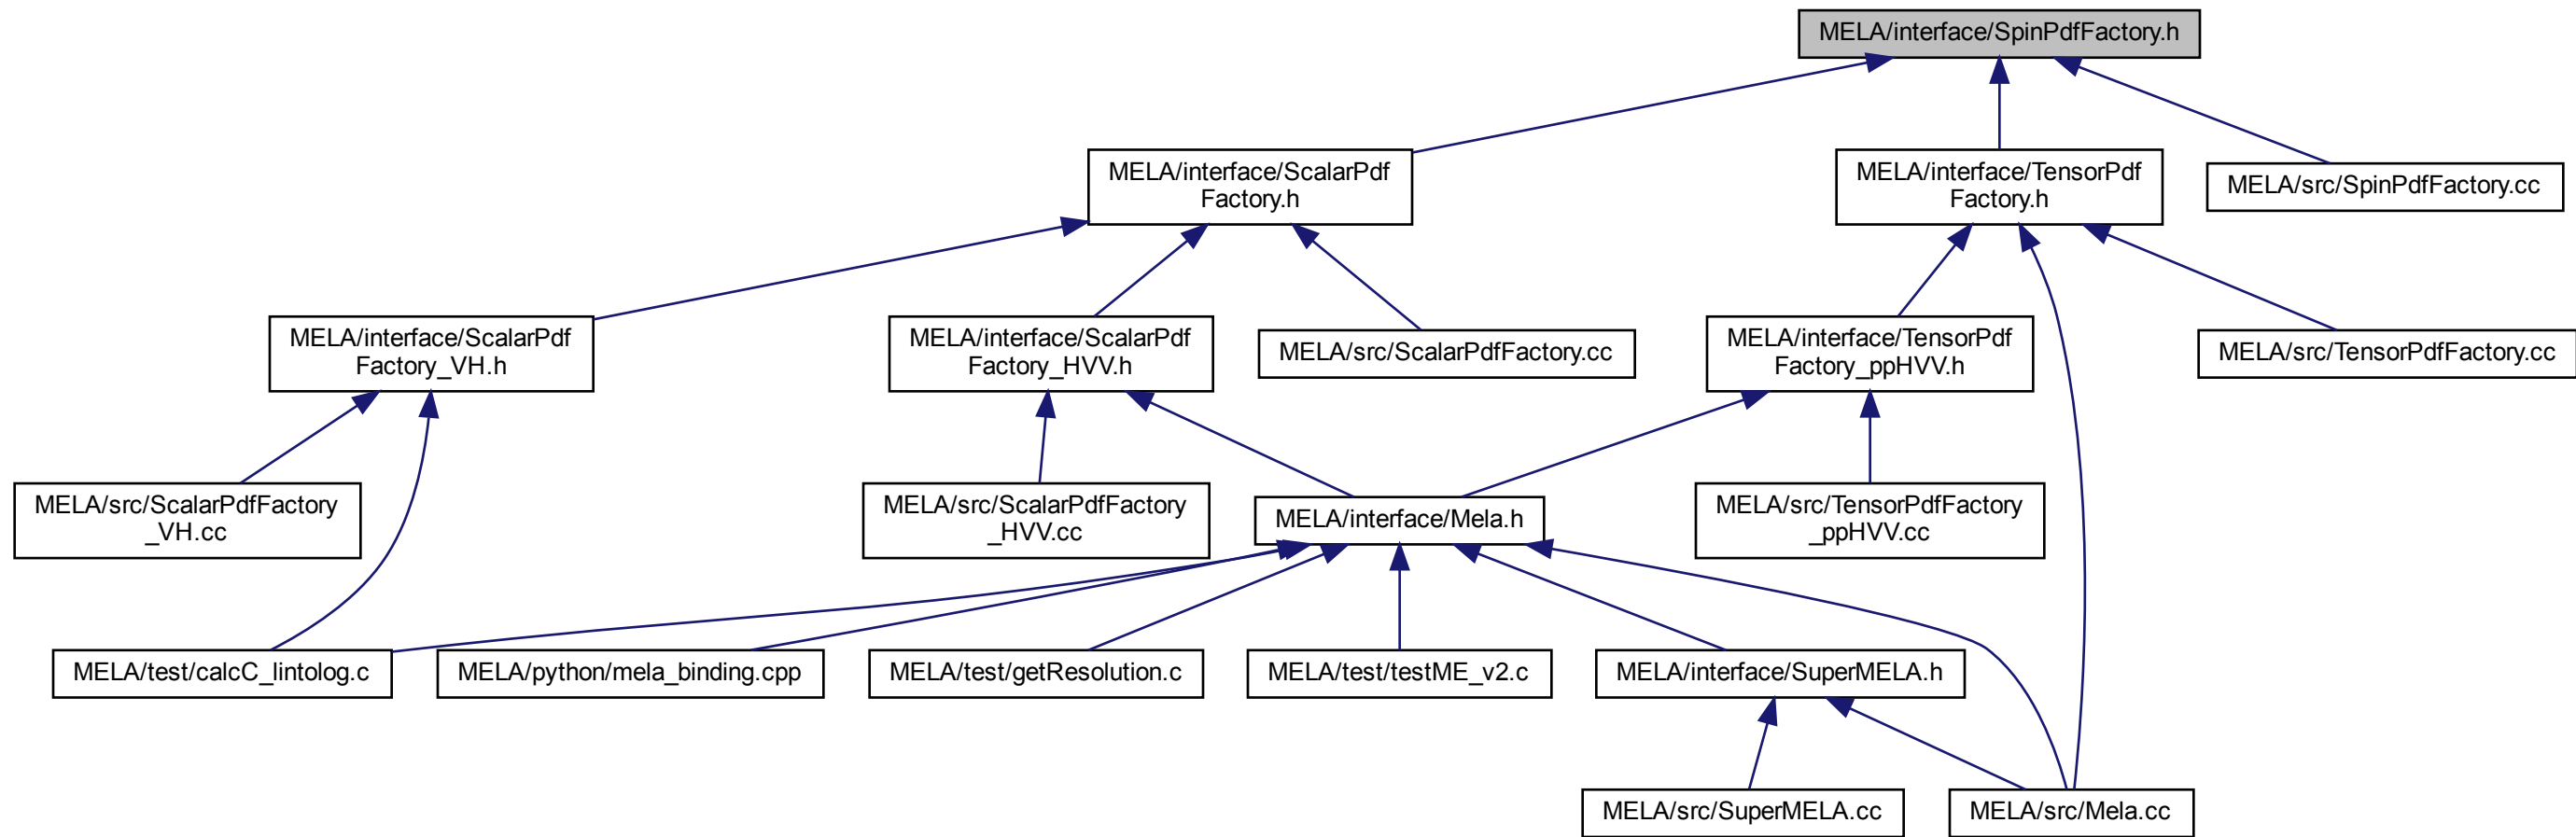 MELA/interface/SpinPdfFactory.h
MELA/interface/ScalarPdf
Factory.h
MELA/interface/TensorPdf
Factory.h
MELA/src/SpinPdfFactory.cc
MELA/interface/ScalarPdf
Factory_VH.h
MELA/interface/ScalarPdf
Factory_HVV.h
MELA/src/ScalarPdfFactory.cc
MELA/interface/TensorPdf
Factory_ppHVV.h
MELA/src/TensorPdfFactory.cc
MELA/src/ScalarPdfFactory
_VH.cc
MELA/src/ScalarPdfFactory
_HVV.cc
MELA/interface/Mela.h
MELA/src/TensorPdfFactory
_ppHVV.cc
MELA/test/calcC_lintolog.c
MELA/python/mela_binding.cpp
MELA/test/getResolution.c
MELA/test/testME_v2.c
MELA/interface/SuperMELA.h
MELA/src/SuperMELA.cc
MELA/src/Mela.cc